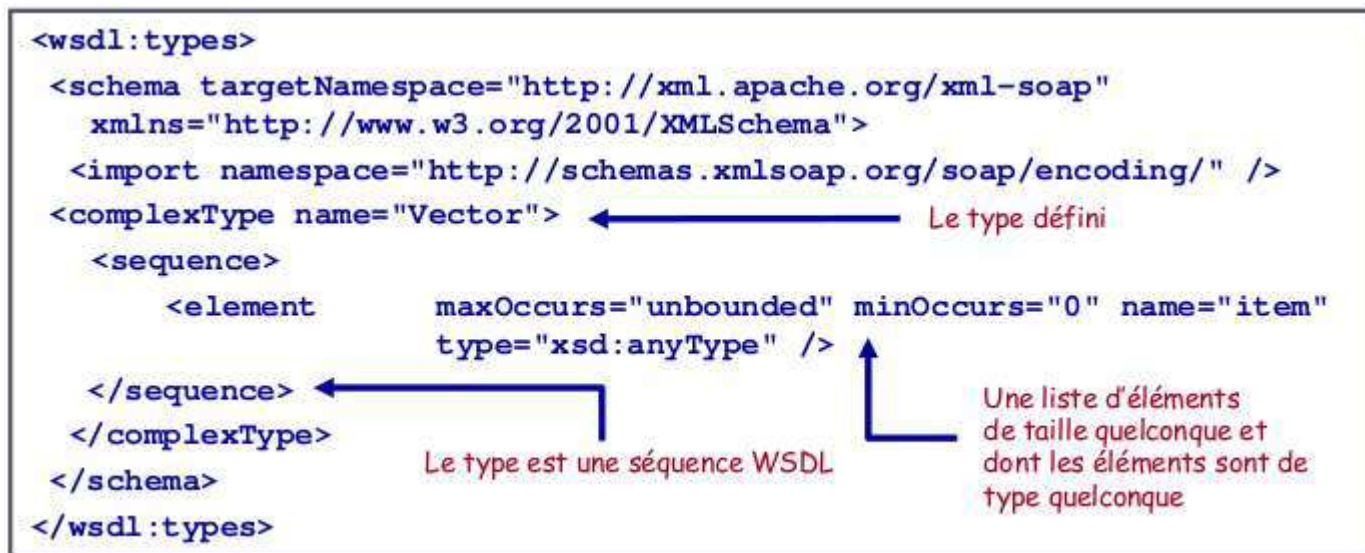 <wsdl:types>
<schema targetNamespace="http://xml.apache.org/xml-soap"
xmlns="http://www.w3.org/2001/XMLSchema">
<import namespace="http://schemas.xmlsoap.org/soap/encoding/" />
<complexType name="Vector">
Le type défini
<sequence>
<element maxOccurs="unbounded" minOccurs="0" name="item"
type="xsd:anyType" />
</sequence>
</complexType>
Le type est une séquence WSDL
Une liste d'éléments
de taille quelconque et
dont les éléments sont de
type quelconque
</schema>
</wsdl:types>